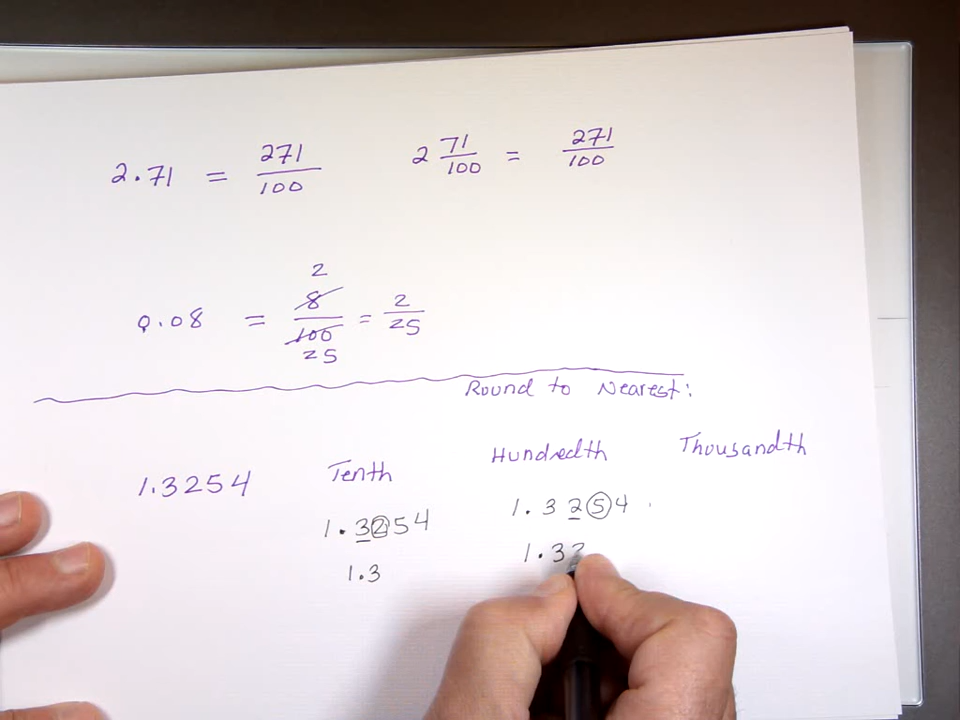 2.71 = 271/100    2 71/100 = 271/100
2
0.08 = 8/100 = 2/25
25
Round to Nearest:
1.3254 Tenth Hundredth Thousandth
1.3254 1.3254
1.3 1.3